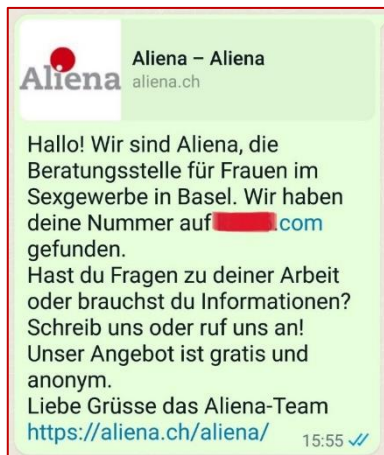 Aliena
Aliena – Aliena
aliena.ch
Hallo! Wir sind Aliena, die
Beratungsstelle für Frauen im
Sexgewerbe in Basel. Wir haben
deine Nummer auf .com
gefunden.
Hast du Fragen zu deiner Arbeit
oder brauchst du Informationen?
Schreib uns oder ruf uns an!
Unser Angebot ist gratis und
anonym.
Liebe Grüsse das Aliena-Team
https://aliena.ch/aliena/ 15:55